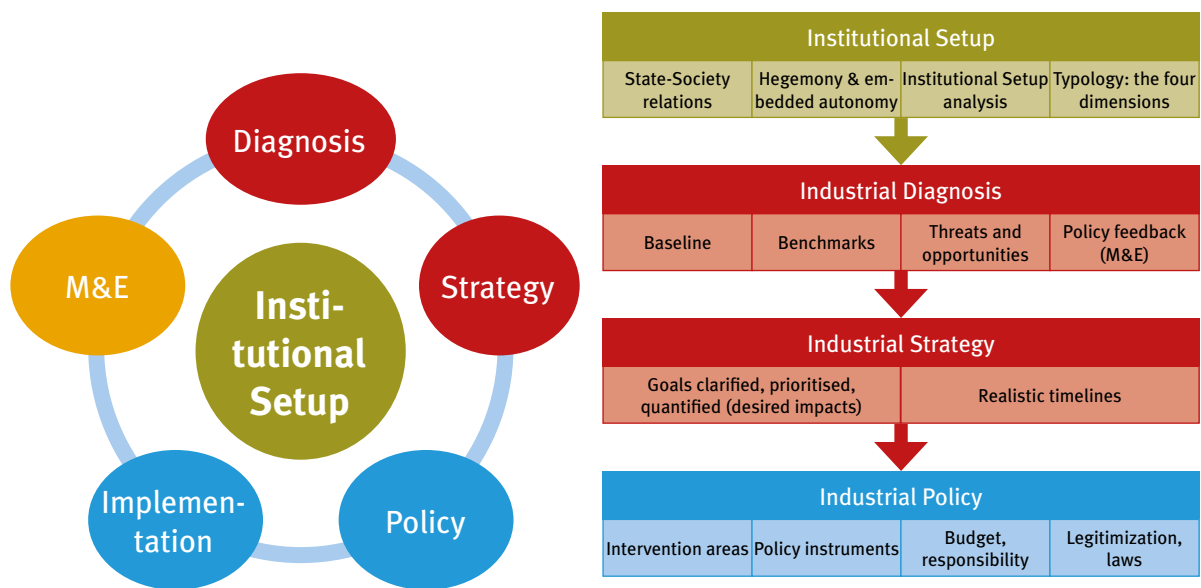 Diagnosis
M&E
Strategy
Insti-
tutional
Setup
Implemen-
tation
Policy
Institutional Setup
State-Society
relations
Hegemony & em-
bedded autonomy
Institutional Setup
analysis
Typology: the four
dimensions
Industrial Diagnosis
Baseline
Benchmarks
Threats and
opportunities
Policy feedback
(M&E)
Industrial Strategy
Goals clarified, prioritised,
quantified (desired impacts)
Realistic timelines
Industrial Policy
Intervention areas
Policy instruments
Budget,
responsibility
Legitimization,
laws